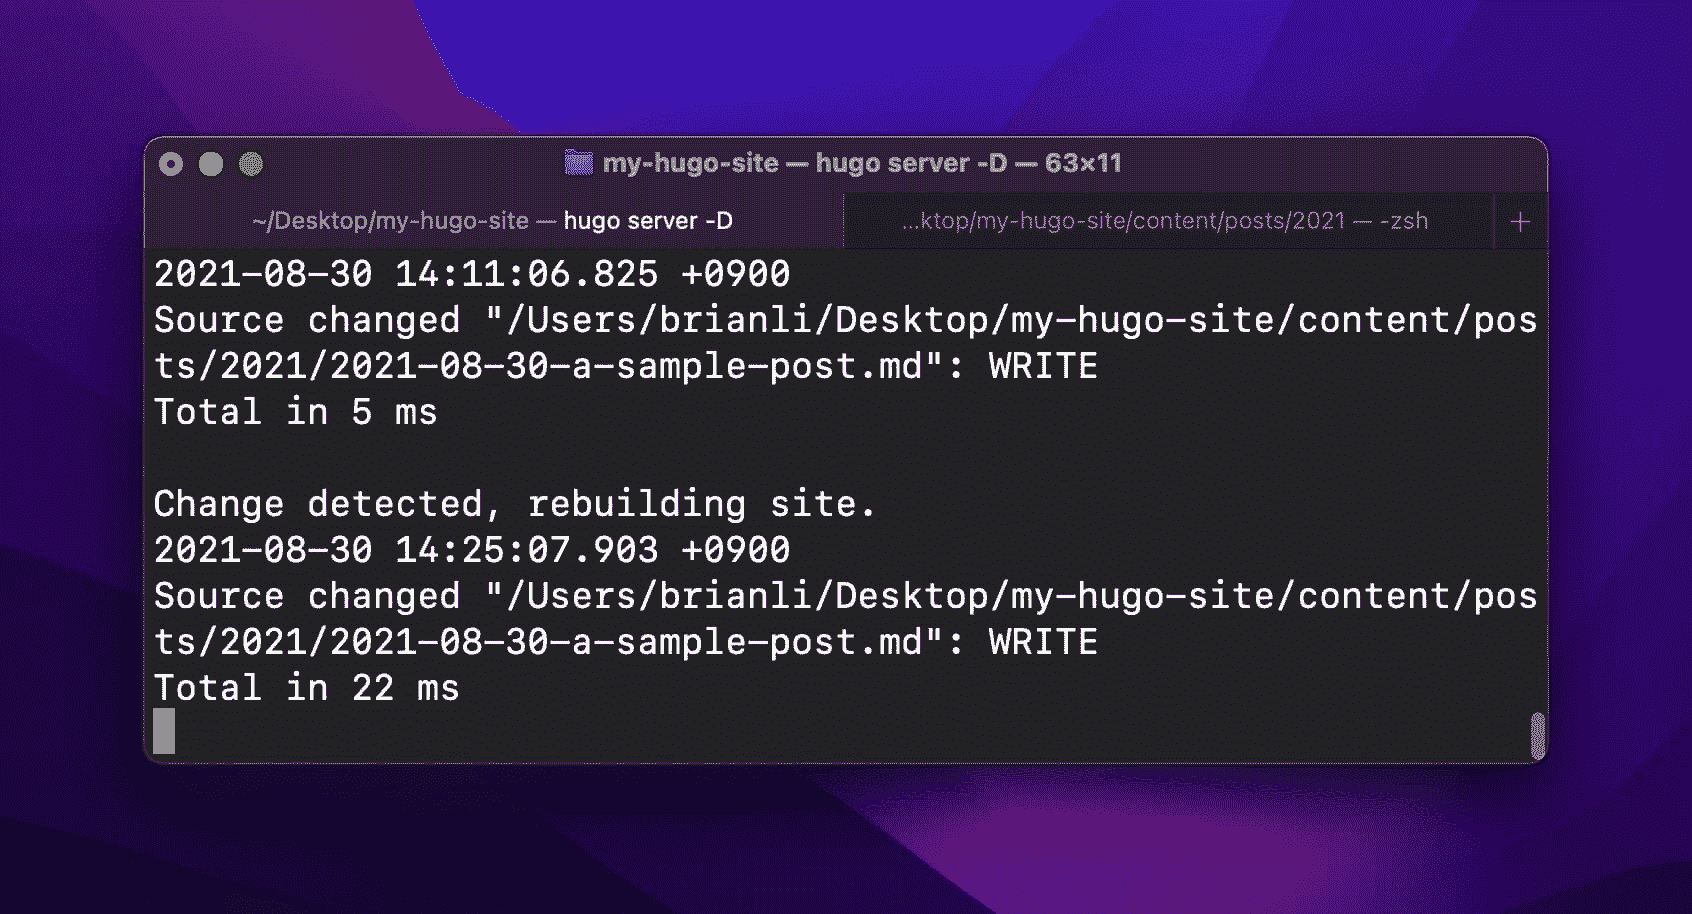 my-hugo-site — hugo server -D — 63×11
~/Desktop/my-hugo-site — hugo server -D
...ktop/my-hugo-site/content/posts/2021 — -zsh
+
2021-08-30 14:11:06.825 +0900
Source changed "/Users/brianli/Desktop/my-hugo-site/content/pos
ts/2021/2021-08-30-a-sample-post.md": WRITE
Total in 5 ms
Change detected, rebuilding site.
2021-08-30 14:25:07.903 +0900
Source changed "/Users/brianli/Desktop/my-hugo-site/content/pos
ts/2021/2021-08-30-a-sample-post.md": WRITE
Total in 22 ms